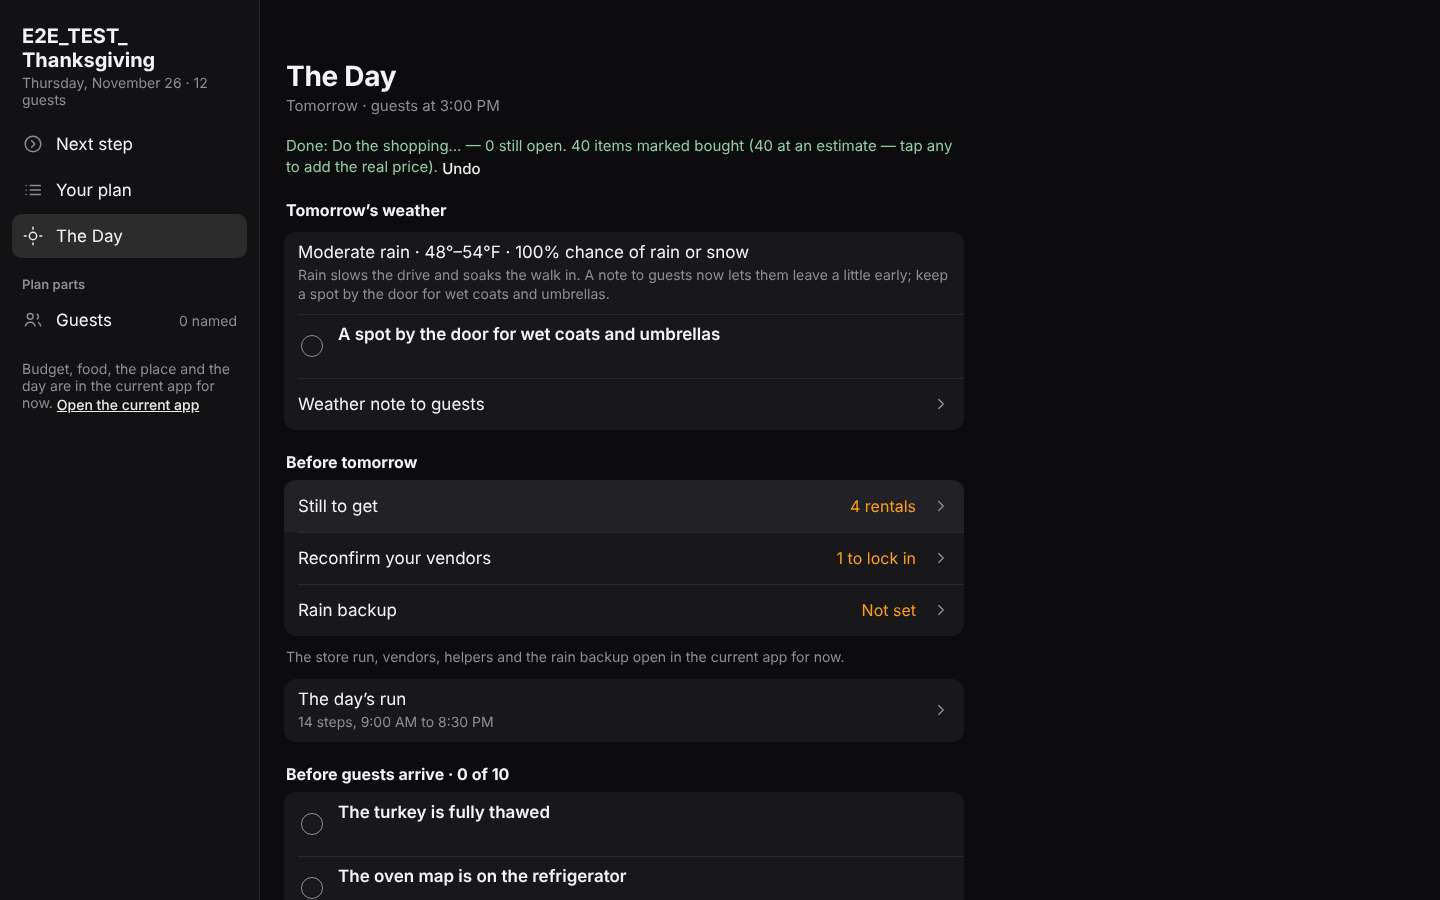 E2E_TEST_
Thanksgiving
Thursday, November 26 · 12
guests
Next step
Your plan
The Day
Plan parts
Guests 0 named
Budget, food, the place and the
day are in the current app for
now. Open the current app
The Day
Tomorrow · guests at 3:00 PM
Done: Do the shopping... — 0 still open. 40 items marked bought (40 at an estimate — tap any
to add the real price). Undo
Tomorrow’s weather
Moderate rain · 48°–54°F · 100% chance of rain or snow
Rain slows the drive and soaks the walk in. A note to guests now lets them leave a little early; keep
a spot by the door for wet coats and umbrellas.
A spot by the door for wet coats and umbrellas
Weather note to guests
Before tomorrow
Still to get 4 rentals
Reconfirm your vendors 1 to lock in
Rain backup Not set
The store run, vendors, helpers and the rain backup open in the current app for now.
The day’s run
14 steps, 9:00 AM to 8:30 PM
Before guests arrive · 0 of 10
The turkey is fully thawed
The oven map is on the refrigerator